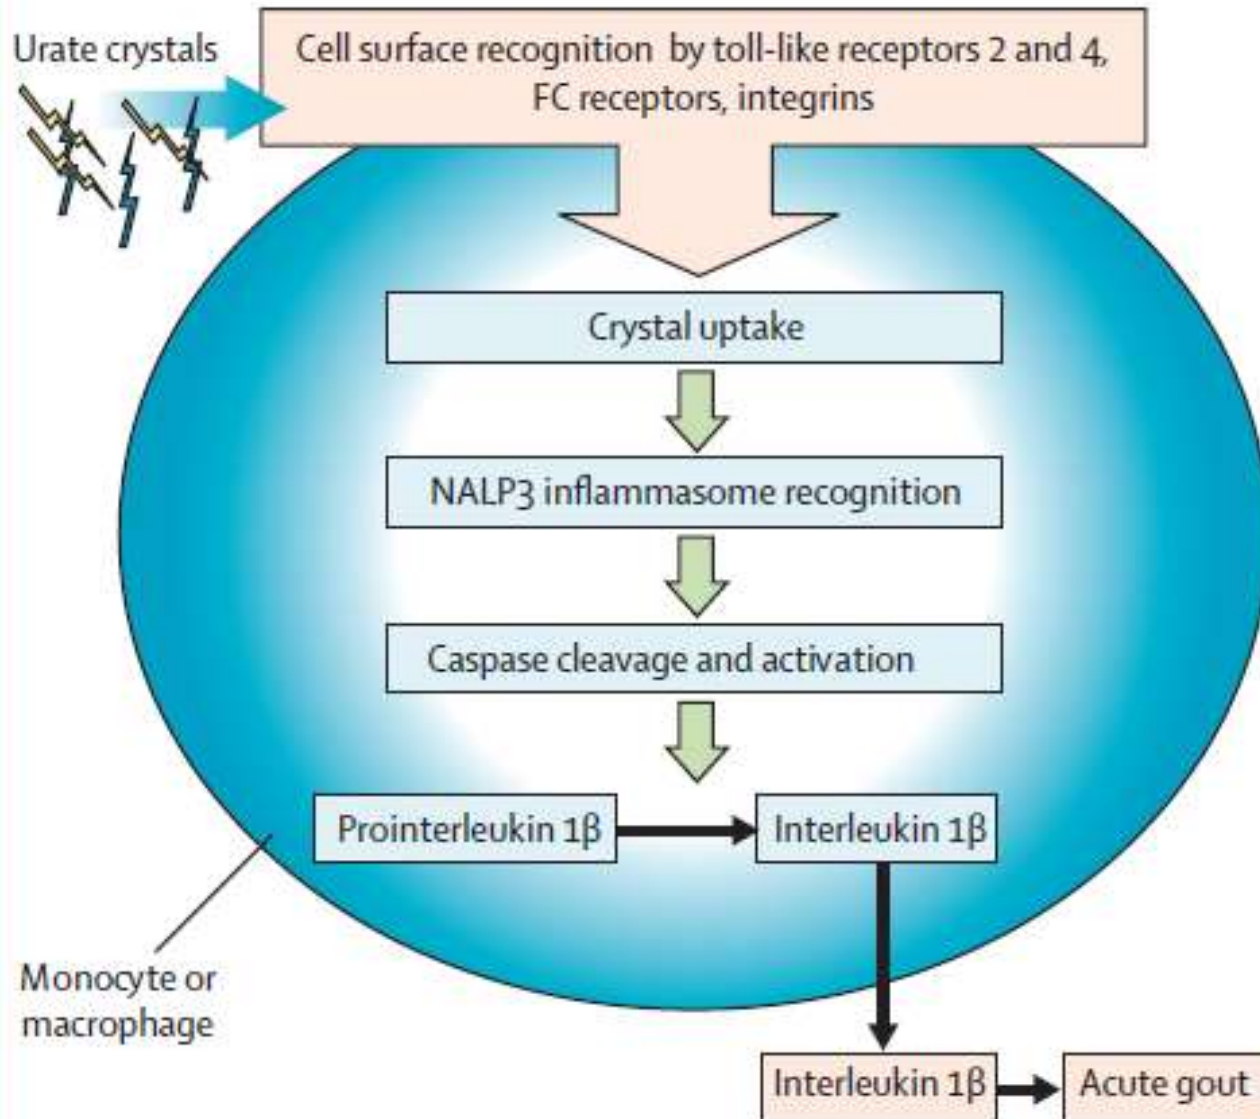 Urate crystals
Cell surface recognition by toll-like receptors 2 and 4,
FC receptors, integrins
Crystal uptake
NALP3 inflammasome recognition
Caspase cleavage and activation
Prointerleukin 1β
Interleukin 1β
Monocyte or
macrophage
Interleukin 1β
Acute gout